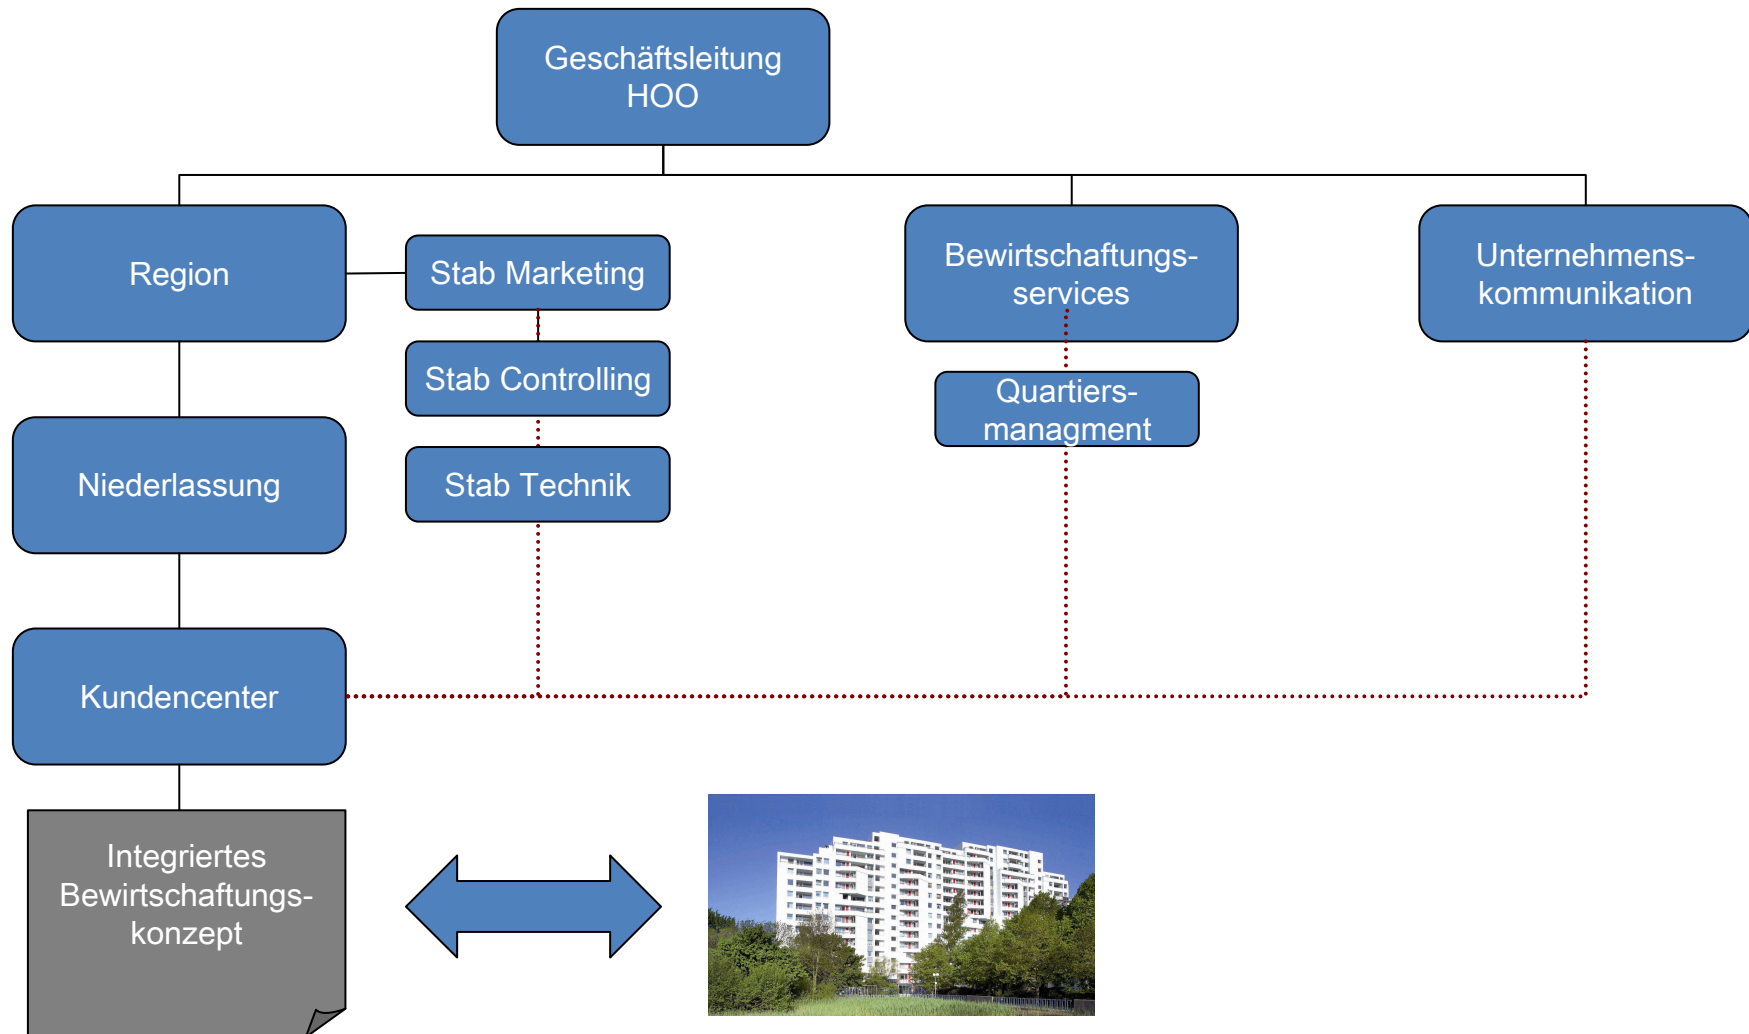 Geschäftsleitung
HOO
Region
Stab Marketing
Bewirtschaftungs-
services
Unternehmens-
kommunikation
Stab Controlling
Quartiers-
managment
Niederlassung
Stab Technik
Kundencenter
Integriertes
Bewirtschaftungs-
konzept